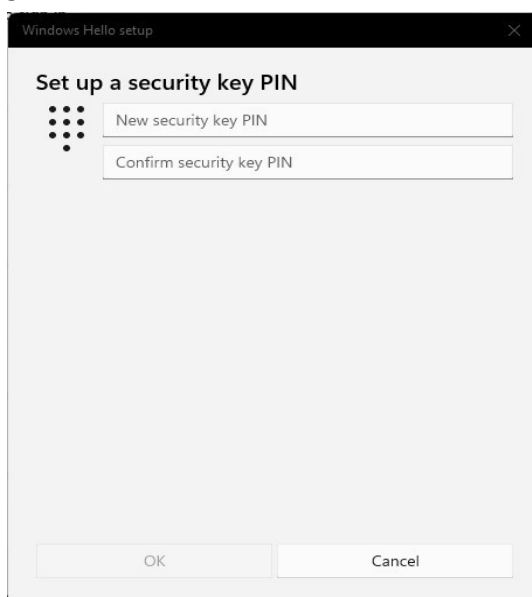 Windows Hello setup
Set up a security key PIN
New security key PIN
Confirm security key PIN
OK
Cancel